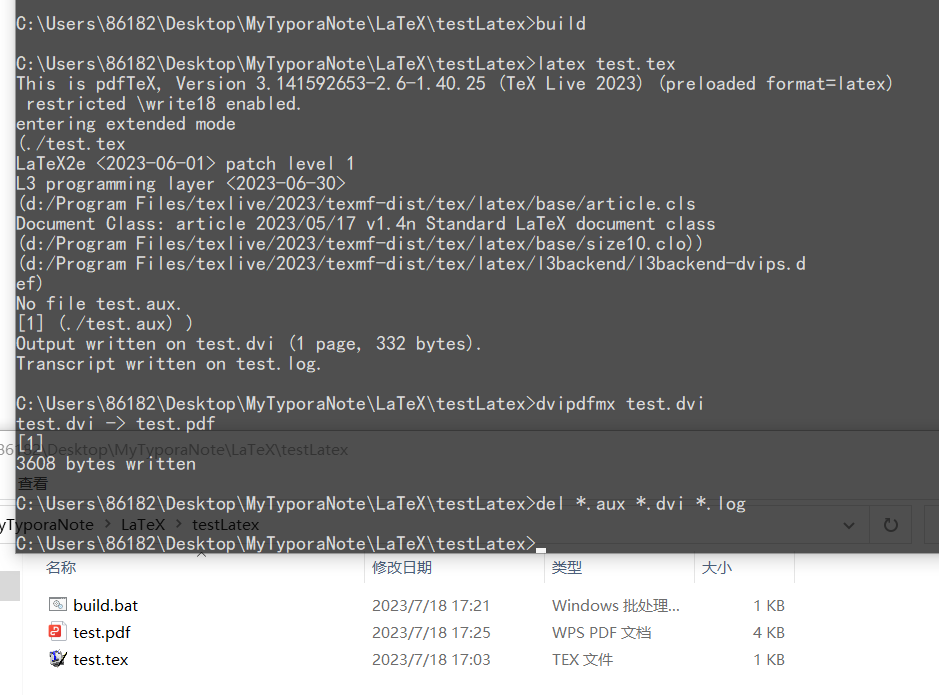 C:\Users\86182\Desktop\MyTyporaNote\LaTeX\testLatex>build
C:\Users\86182\Desktop\MyTyporaNote\LaTeX\testLatex>latex test.tex
This is pdfTeX, Version 3.141592653-2.6-1.40.25 (TeX Live 2023) (preloaded format=latex)
 restricted \write18 enabled.
entering extended mode
(./test.tex
LaTeX2e <2023-06-01> patch level 1
L3 programming layer <2023-06-30>
(d:/Program Files/texlive/2023/texmf-dist/tex/latex/base/article.cls
Document Class: article 2023/05/17 v1.4n Standard LaTeX document class
(d:/Program Files/texlive/2023/texmf-dist/tex/latex/base/size10.clo))
(d:/Program Files/texlive/2023/texmf-dist/tex/latex/l3backend/l3backend-dvips.d
ef)
No file test.aux.
[1] (./test.aux) )
Output written on test.dvi (1 page, 332 bytes).
Transcript written on test.log.
C:\Users\86182\Desktop\MyTyporaNote\LaTeX\testLatex>dvipdfmx test.dvi
test.dvi -> test.pdf
[1]
86182\Desktop\MyTyporaNote\LaTeX\testLatex
3608 bytes written
查看
C:\Users\86182\Desktop\MyTyporaNote\LaTeX\testLatex>del *.aux *.dvi *.log
yTyporaNote > LaTeX > testLatex
C:\Users\86182\Desktop\MyTyporaNote\LaTeX\testLatex>
名称 修改日期 类型 大小
build.bat 2023/7/18 17:21 Windows 批处理... 1 KB
test.pdf 2023/7/18 17:25 WPS PDF 文档 4 KB
test.tex 2023/7/18 17:03 TEX 文件 1 KB